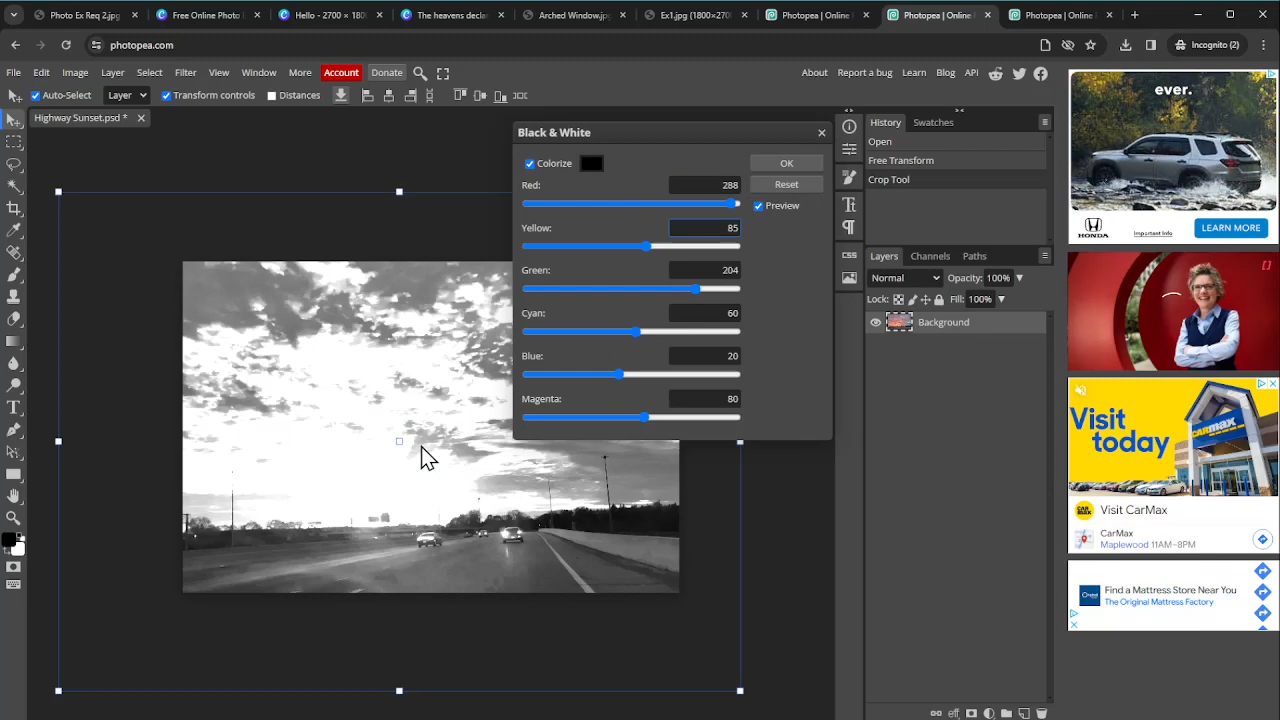 Photo Ex Req 2.jpg
Free Online Photo
Hello - 2700 × 180
The heavens decla
Arched Window.jp
Ex1.jpg (1800×270
Photopea | Online
Photopea | Online
Photopea | Online
photopea.com
Incognito (2)
File Edit Image Layer Select Filter View Window More Account Donate
About Report a bug Learn Blog API
Auto-Select Layer Transform controls Distances
Highway Sunset.psd *
Black & White
Colorize
OK
Red: 288
Reset
Preview
Yellow: 85
Green: 204
Cyan: 60
Blue: 20
Magenta: 80
History Swatches
Open
Free Transform
Crop Tool
CSS
Layers Channels Paths
Normal Opacity: 100%
Lock: Fill: 100%
Background
eff
ever.
HONDA
Important Info
LEARN MORE
Visit
today
CARMAX
CAR
MAX
Visit CarMax
CarMax
Maplewood 11AM–8PM
Find a Mattress Store Near You
The Original Mattress Factory